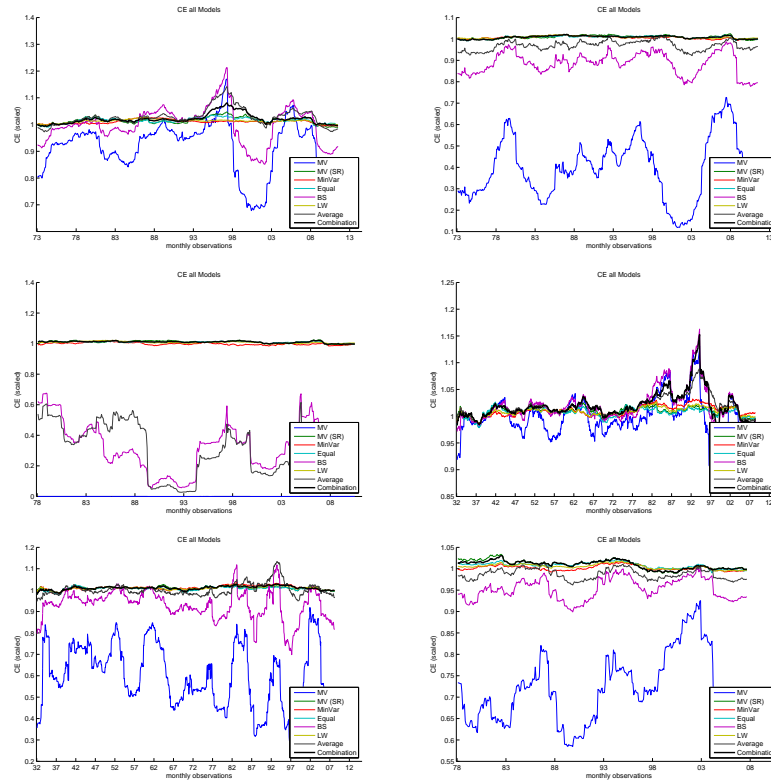 CE all Models
CE (scaled)
1.4
1.3
1.2
1.1
1
0.9
0.8
0.7
73 78 83 88 93 98 03 08 13
monthly observations
MV
MV (SR)
MinVar
Equal
BS
LW
Average
Combination
CE all Models
CE (scaled)
1.1
1
0.9
0.8
0.7
0.6
0.5
0.4
0.3
0.2
0.1
73 78 83 88 93 98 03 08 13
monthly observations
MV
MV (SR)
MinVar
Equal
BS
LW
Average
Combination
CE all Models
CE (scaled)
1.4
1.2
1
0.8
0.6
0.4
0.2
0
78 83 88 93 98 03 08
monthly observations
MV
MV (SR)
MinVar
Equal
BS
LW
Average
Combination
CE all Models
CE (scaled)
1.25
1.2
1.15
1.1
1.05
1
0.95
0.9
0.85
32 37 42 47 52 57 62 67 72 77 82 87 92 97 02 07 12
monthly observations
MV
MV (SR)
MinVar
Equal
BS
LW
Average
Combination
CE all Models
CE (scaled)
1.2
1.1
1
0.9
0.8
0.7
0.6
0.5
0.4
0.3
0.2
32 37 42 47 52 57 62 67 72 77 82 87 92 97 02 07 12
monthly observations
MV
MV (SR)
MinVar
Equal
BS
LW
Average
Combination
CE all Models
CE (scaled)
1.05
1
0.95
0.9
0.85
0.8
0.75
0.7
0.65
0.6
0.55
78 83 88 93 98 03 08
monthly observations
MV
MV (SR)
MinVar
Equal
BS
LW
Average
Combination